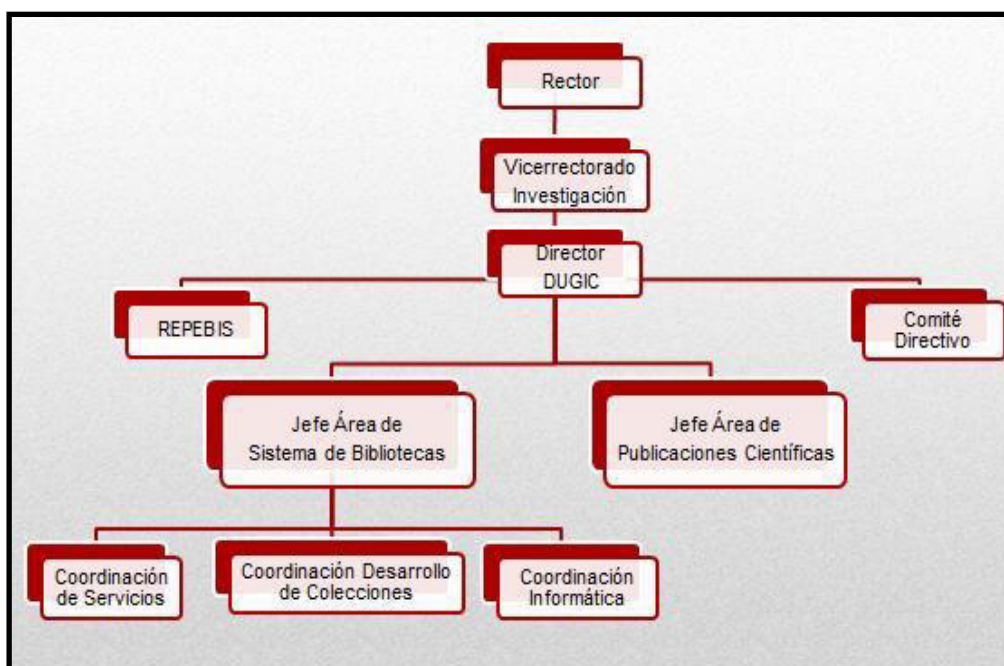 Rector
Vicerrectorado
Investigación
Director
DUGIC
REPEBIS
Comité
Directivo
Jefe Área de
Sistema de Bibliotecas
Jefe Área de
Publicaciones Científicas
Coordinación
de Servicios
Coordinación Desarrollo
de Colecciones
Coordinación
Informática